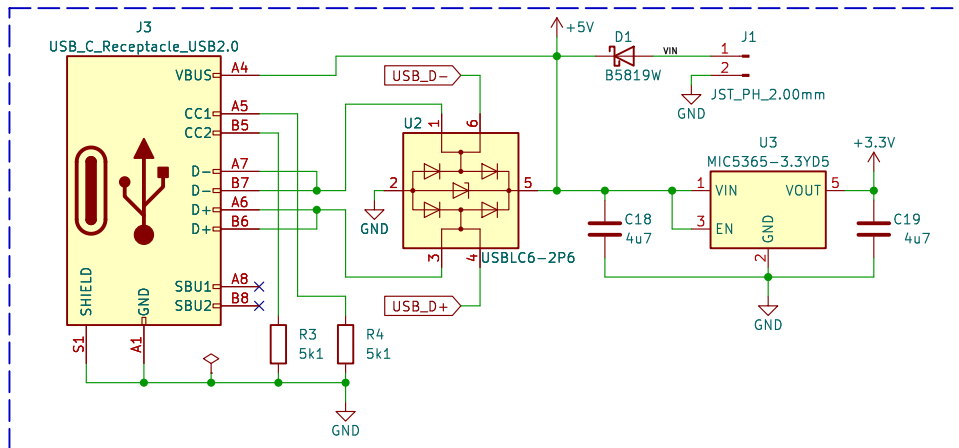 J3
USB_C_Receptacle_USB2.0
VBUS A4
CC1 A5
CC2 B5
D- A7
D- B7
D+ A6
D+ B6
SBU1 A8
SBU2 B8
SHIELD
GND
S1
A1
R3
5k1
R4
5k1
GND
USB_D-
U2
1
6
2
5
3
4
GND
USBLC6-2P6
USB_D+
+5V
D1
B5819W
VIN
J1
1
2
JST_PH_2.00mm
GND
C18
4u7
U3
MIC5365-3.3YD5
1 VIN
VOUT 5
3 EN
GND
2
+3.3V
C19
4u7
GND